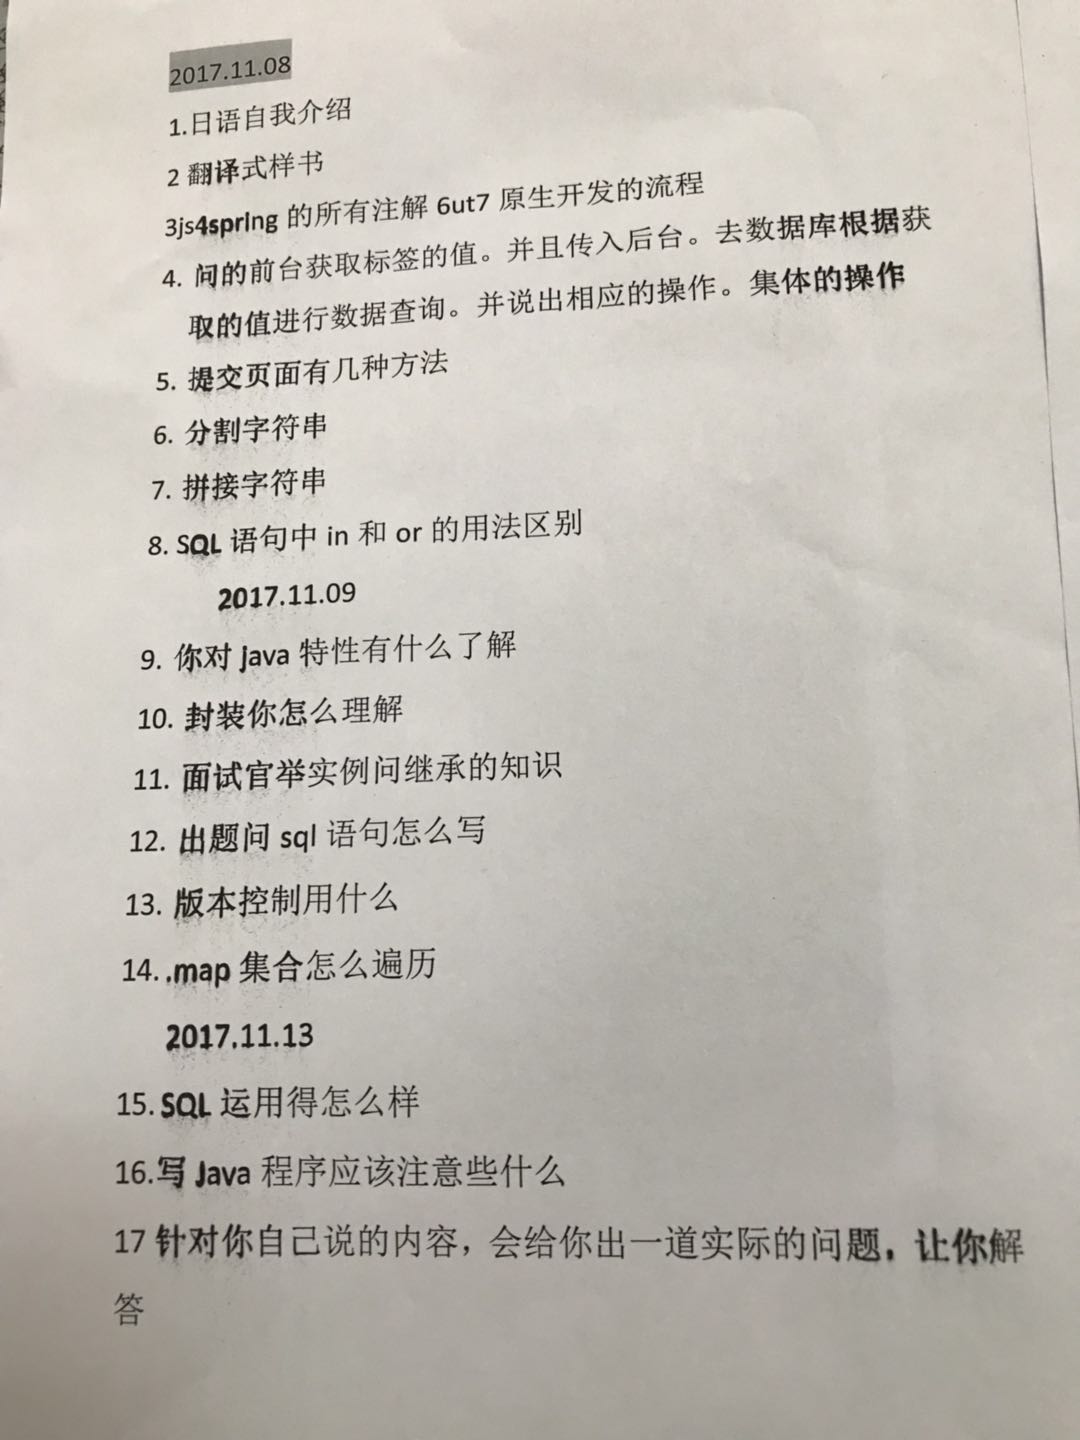 2017.11.08
1.日语自我介绍
2 翻译式样书
3js4spring 的所有注解 6ut7 原生开发的流程
4. 问的前台获取标签的值。并且传入后台。去数据库根据获
取的值进行数据查询。并说出相应的操作。集体的操作
5. 提交页面有几种方法
6. 分割字符串
7. 拼接字符串
8. SQL 语句中 in 和 or 的用法区别
2017.11.09
9. 你对 java 特性有什么了解
10. 封装你怎么理解
11. 面试官举实例问继承的知识
12. 出题问 sql 语句怎么写
13. 版本控制用什么
14. .map 集合怎么遍历
2017.11.13
15. SQL 运用得怎么样
16.写 Java 程序应该注意些什么
17 针对你自己说的内容，会给你出一道实际的问题，让你解
答